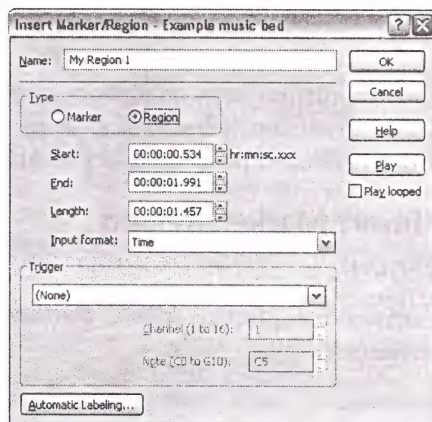 Insert Marker/Region - Example music bed
Name: My Region 1
OK
Cancel
Type
Marker Region
Help
Start: 00:00:00.534 hr:mn:sc.xxx
Play
End: 00:00:01.991
Play looped
Length: 00:00:01.457
Input format: Time
Trigger
(None)
Channel (1 to 16): 1
Note (C0 to G10): C5
Automatic Labeling...